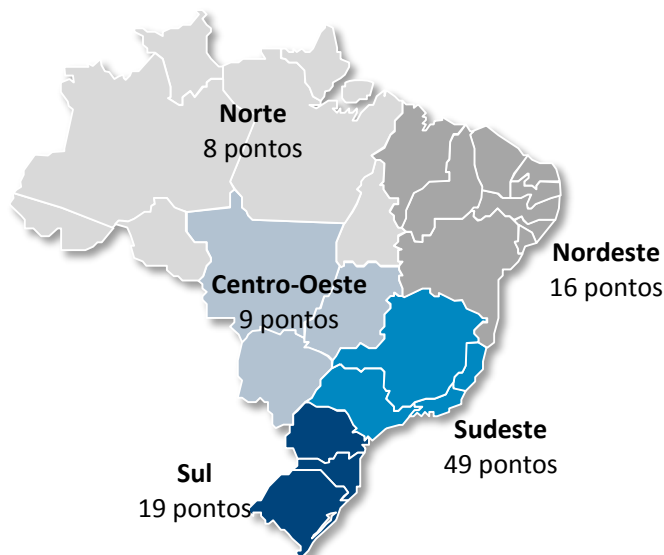 Norte
8 pontos
Nordeste
16 pontos
Centro-Oeste
9 pontos
Sudeste
49 pontos
Sul
19 pontos